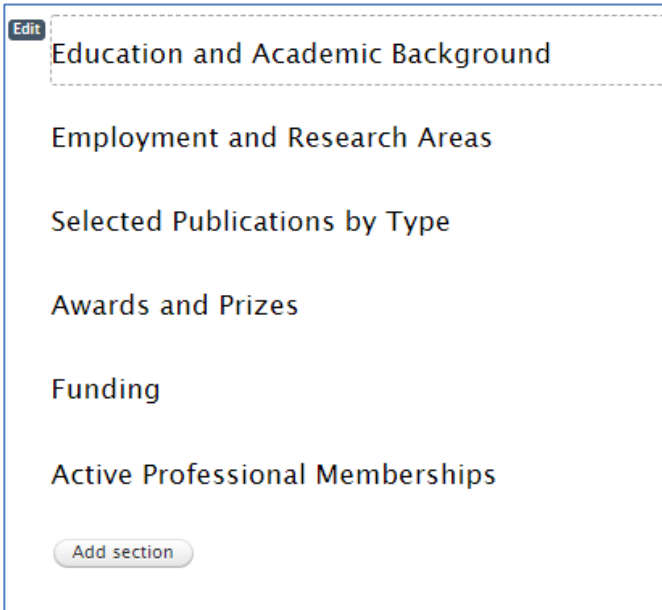 Edit
Education and Academic Background
Employment and Research Areas
Selected Publications by Type
Awards and Prizes
Funding
Active Professional Memberships
Add section